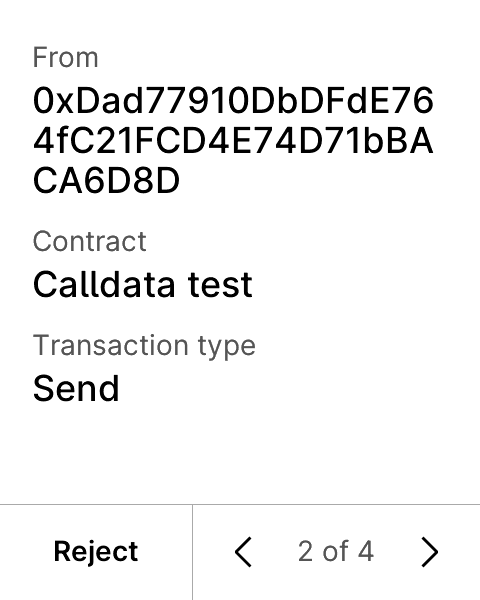 From
0xDad77910DbDFdE76
4fC21FCD4E74D71bBA
CA6D8D
Contract
Calldata test
Transaction type
Send
Reject
2 of 4